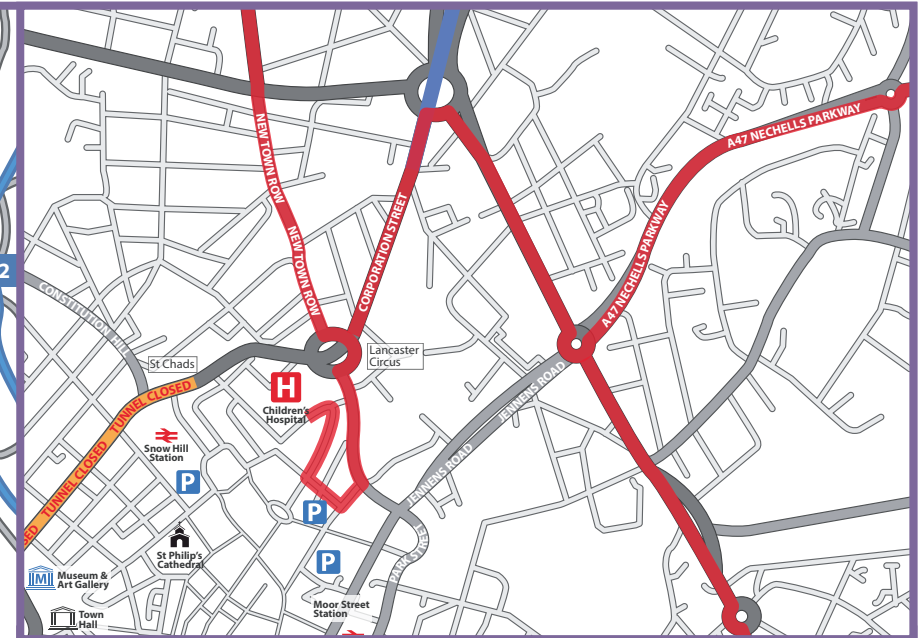 NEW TOWN ROW
NEW TOWN ROW
CORPORATION STREET
A47 NECHELLS PARKWAY
A47 NECHELLS PARKWAY
2
CONSTITUTION HILL
St Chads
Lancaster
Circus
H
Children's
Hospital
TUNNEL CLOSED
TUNNEL CLOSED
SED
Snow Hill
Station
P
P
P
JENNENS ROAD
JENNENS ROAD
PARK STREET
St Philip's
Cathedral
M
Museum &
Art Gallery
Town
Hall
Moor Street
Station